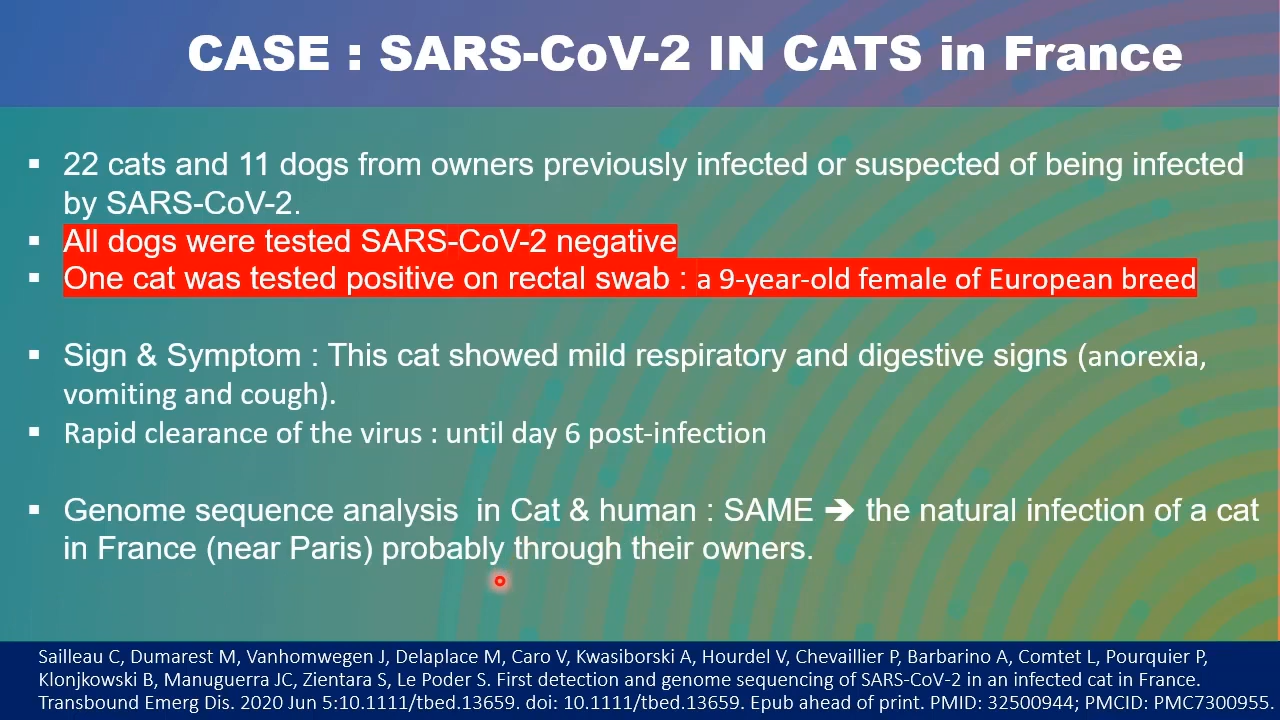 CASE : SARS-CoV-2 IN CATS in France
▪ 22 cats and 11 dogs from owners previously infected or suspected of being infected
by SARS-CoV-2.
▪ All dogs were tested SARS-CoV-2 negative
▪ One cat was tested positive on rectal swab : a 9-year-old female of European breed
▪ Sign & Symptom : This cat showed mild respiratory and digestive signs (anorexia,
vomiting and cough).
▪ Rapid clearance of the virus : until day 6 post-infection
▪ Genome sequence analysis in Cat & human : SAME ➔ the natural infection of a cat
in France (near Paris) probably through their owners.
Sailleau C, Dumarest M, Vanhomwegen J, Delaplace M, Caro V, Kwasiborski A, Hourdel V, Chevaillier P, Barbarino A, Comtet L, Pourquier P,
Klonjkowski B, Manuguerra JC, Zientara S, Le Poder S. First detection and genome sequencing of SARS-CoV-2 in an infected cat in France.
Transbound Emerg Dis. 2020 Jun 5:10.1111/tbed.13659. doi: 10.1111/tbed.13659. Epub ahead of print. PMID: 32500944; PMCID: PMC7300955.